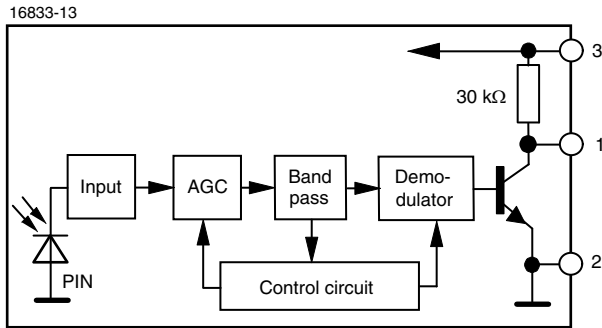 16833-13
3
30 kΩ
1
Input
AGC
Band
pass
Demo-
dulator
2
PIN
Control circuit